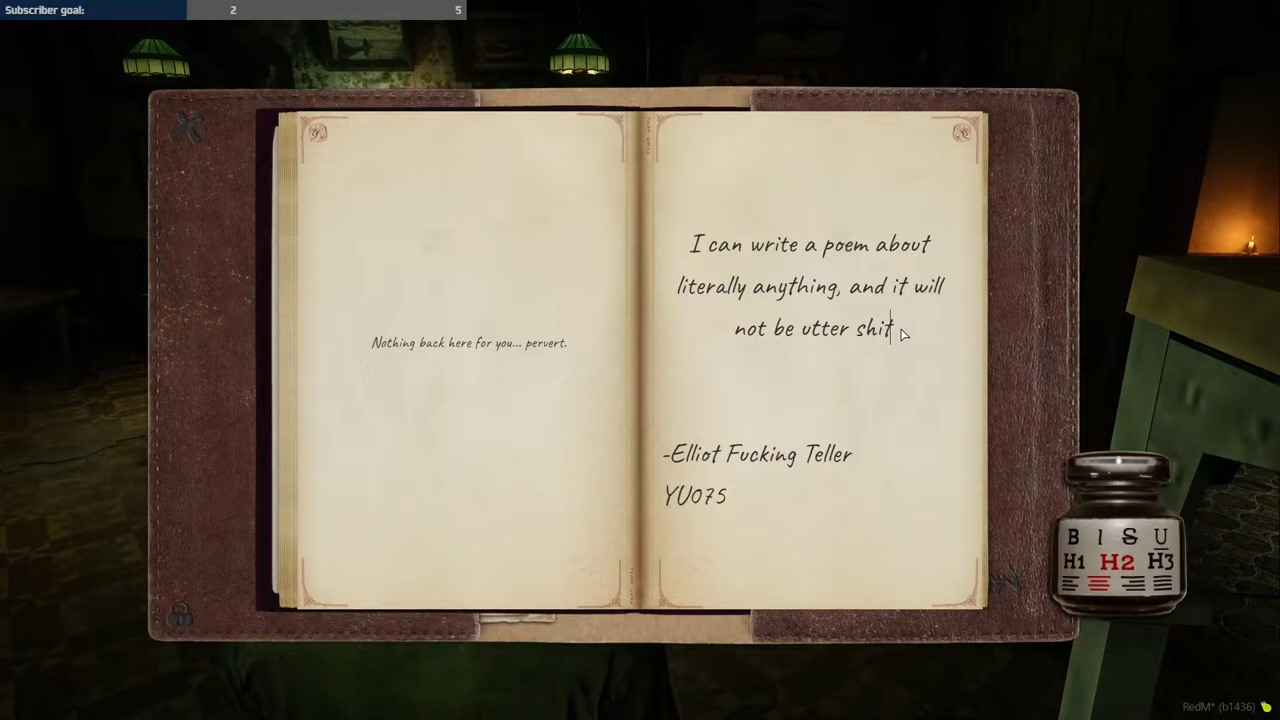 Subscriber goal: 2 5
Nothing back here for you... pervert.
I can write a poem about
literally anything, and it will
not be utter shit
-Elliot Fucking Teller
YU075
B I S U
H1 H2 H3
RedM* (b1436)